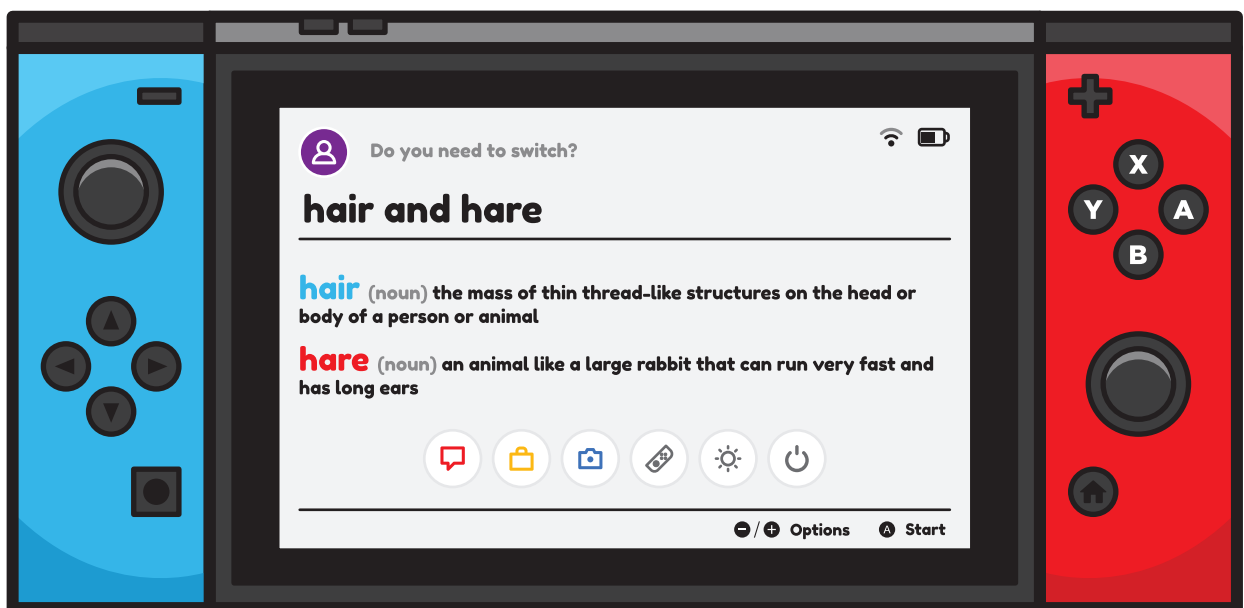 Do you need to switch?
hair and hare
X
Y A
B
hair (noun) the mass of thin thread-like structures on the head or
body of a person or animal
hare (noun) an animal like a large rabbit that can run very fast and
has long ears
-/+ Options A Start